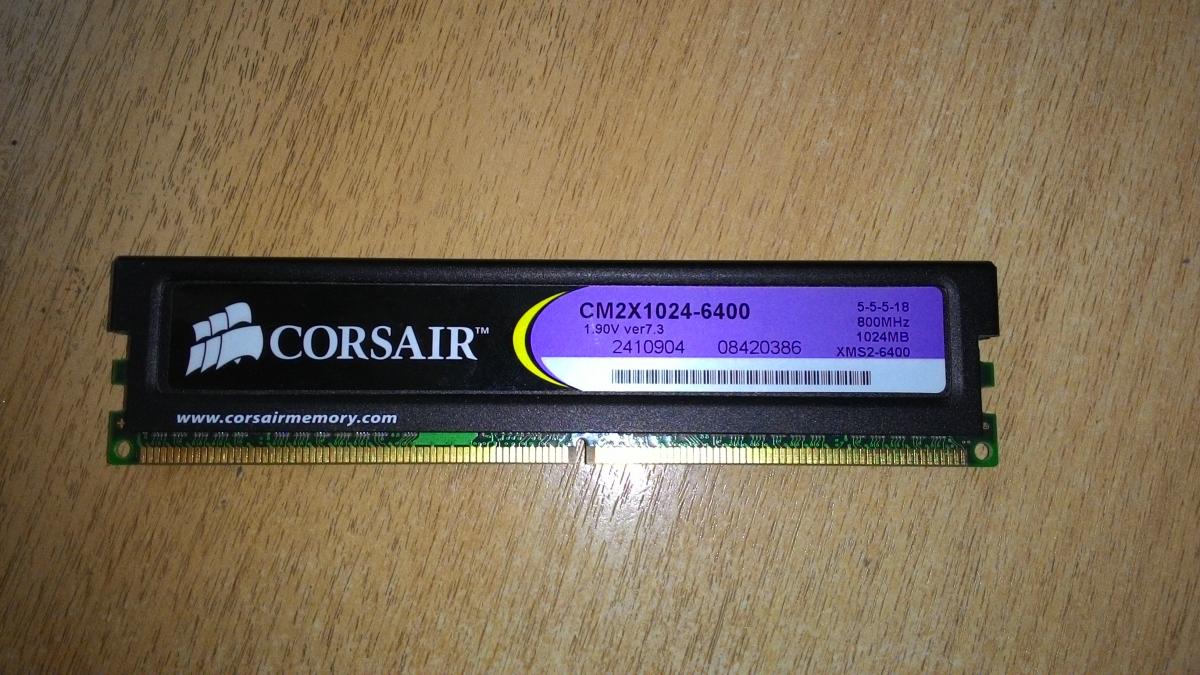 CORSAIR™
www.corsairmemory.com
CM2X1024-6400
1.90V ver7.3
2410904 08420386
5-5-5-18
800MHz
1024MB
XMS2-6400